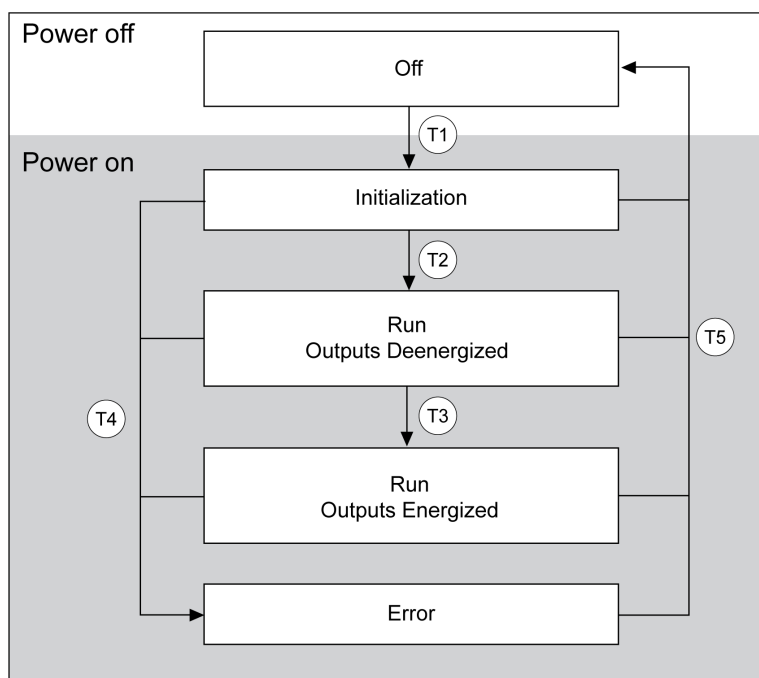 Power off
Off
T1
Power on
Initialization
T2
Run
Outputs Deenergized
T5
T3
T4
Run
Outputs Energized
Error